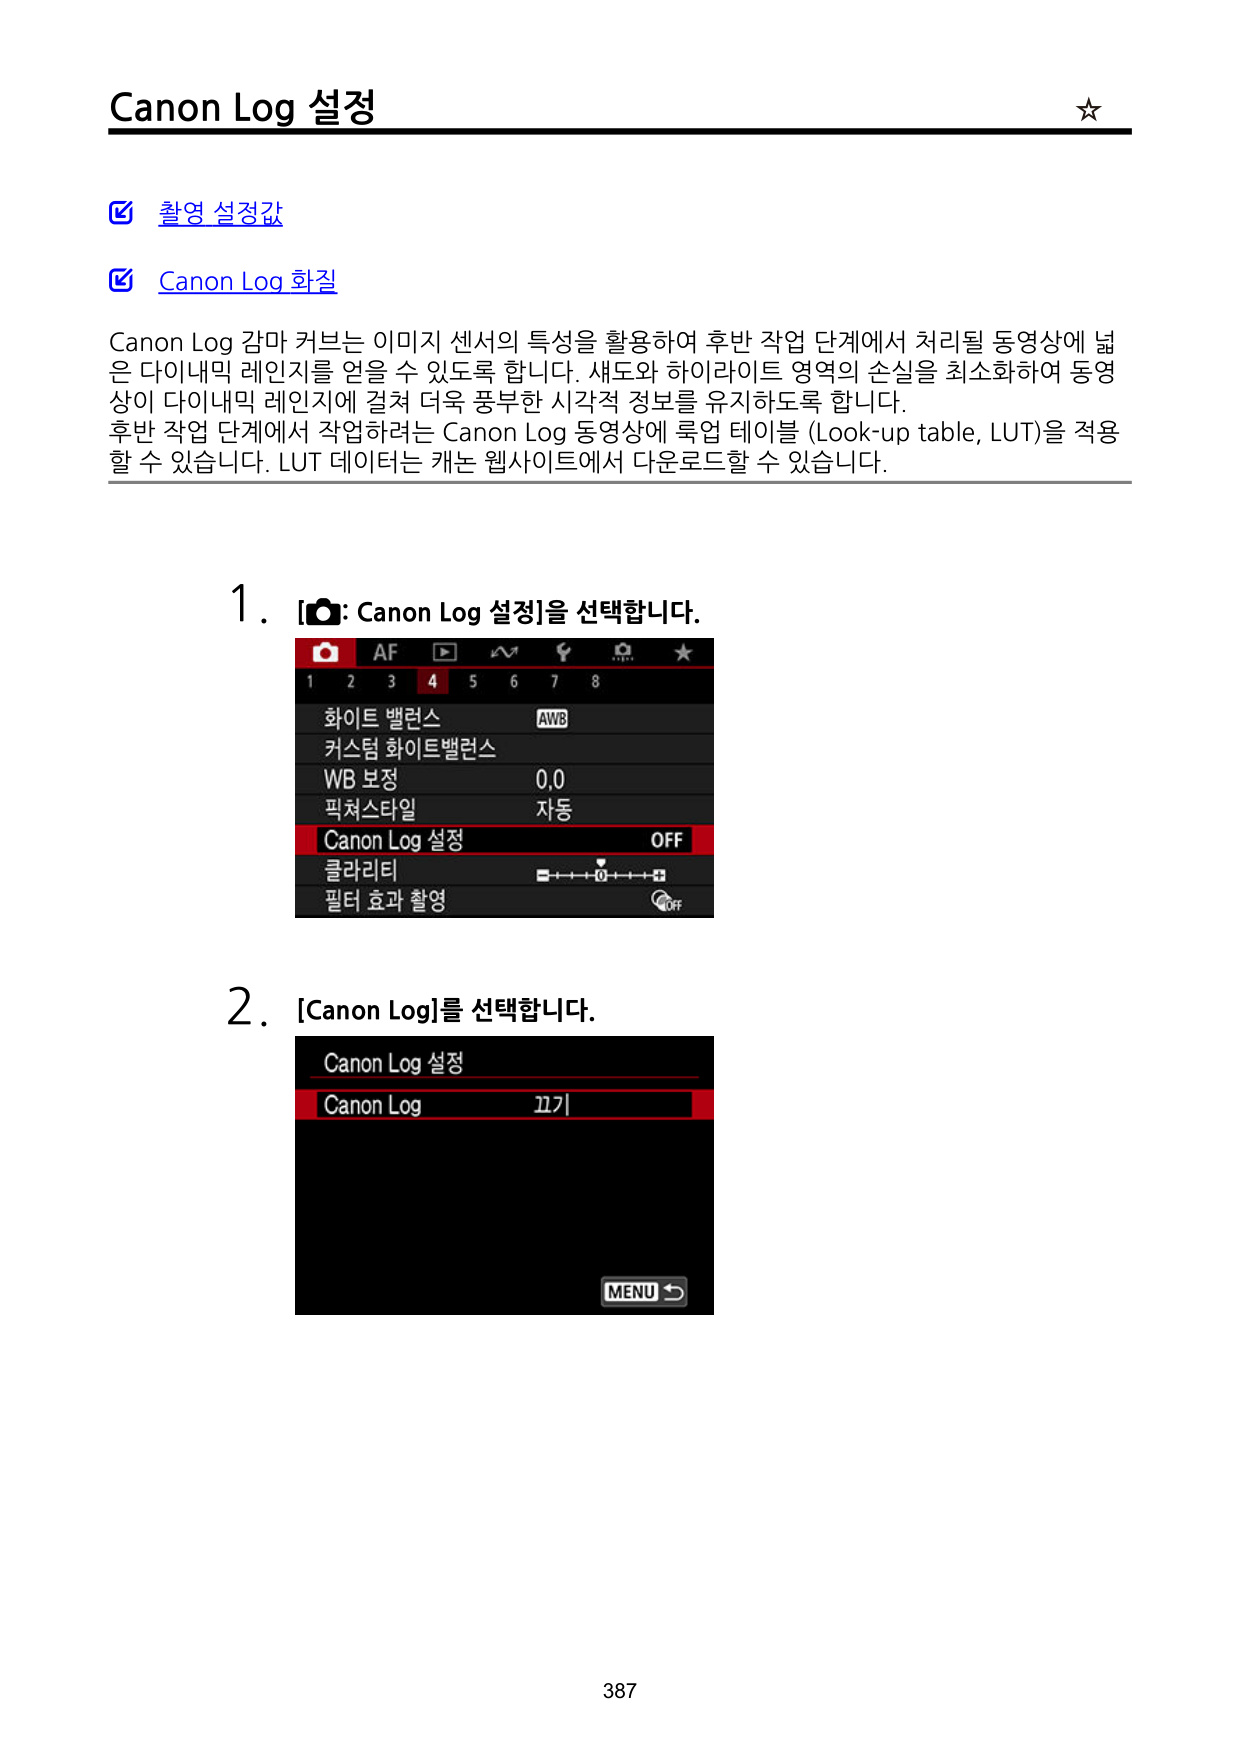 Canon Log 설정 ☆
촬영 설정값
Canon Log 화질
Canon Log 감마 커브는 이미지 센서의 특성을 활용하여 후반 작업 단계에서 처리될 동영상에 넓
은 다이내믹 레인지를 얻을 수 있도록 합니다. 섀도와 하이라이트 영역의 손실을 최소화하여 동영
상이 다이내믹 레인지에 걸쳐 더욱 풍부한 시각적 정보를 유지하도록 합니다.
후반 작업 단계에서 작업하려는 Canon Log 동영상에 룩업 테이블 (Look-up table, LUT)을 적용
할 수 있습니다. LUT 데이터는 캐논 웹사이트에서 다운로드할 수 있습니다.
1. [: Canon Log 설정]을 선택합니다.
AF ★
1 2 3 4 5 6 7 8
화이트 밸런스 AWB
커스텀 화이트밸런스
WB 보정 0,0
픽쳐스타일 자동
Canon Log 설정 OFF
클라리티 0
필터 효과 촬영 OFF
2. [Canon Log]를 선택합니다.
Canon Log 설정
Canon Log 끄기
MENU
387